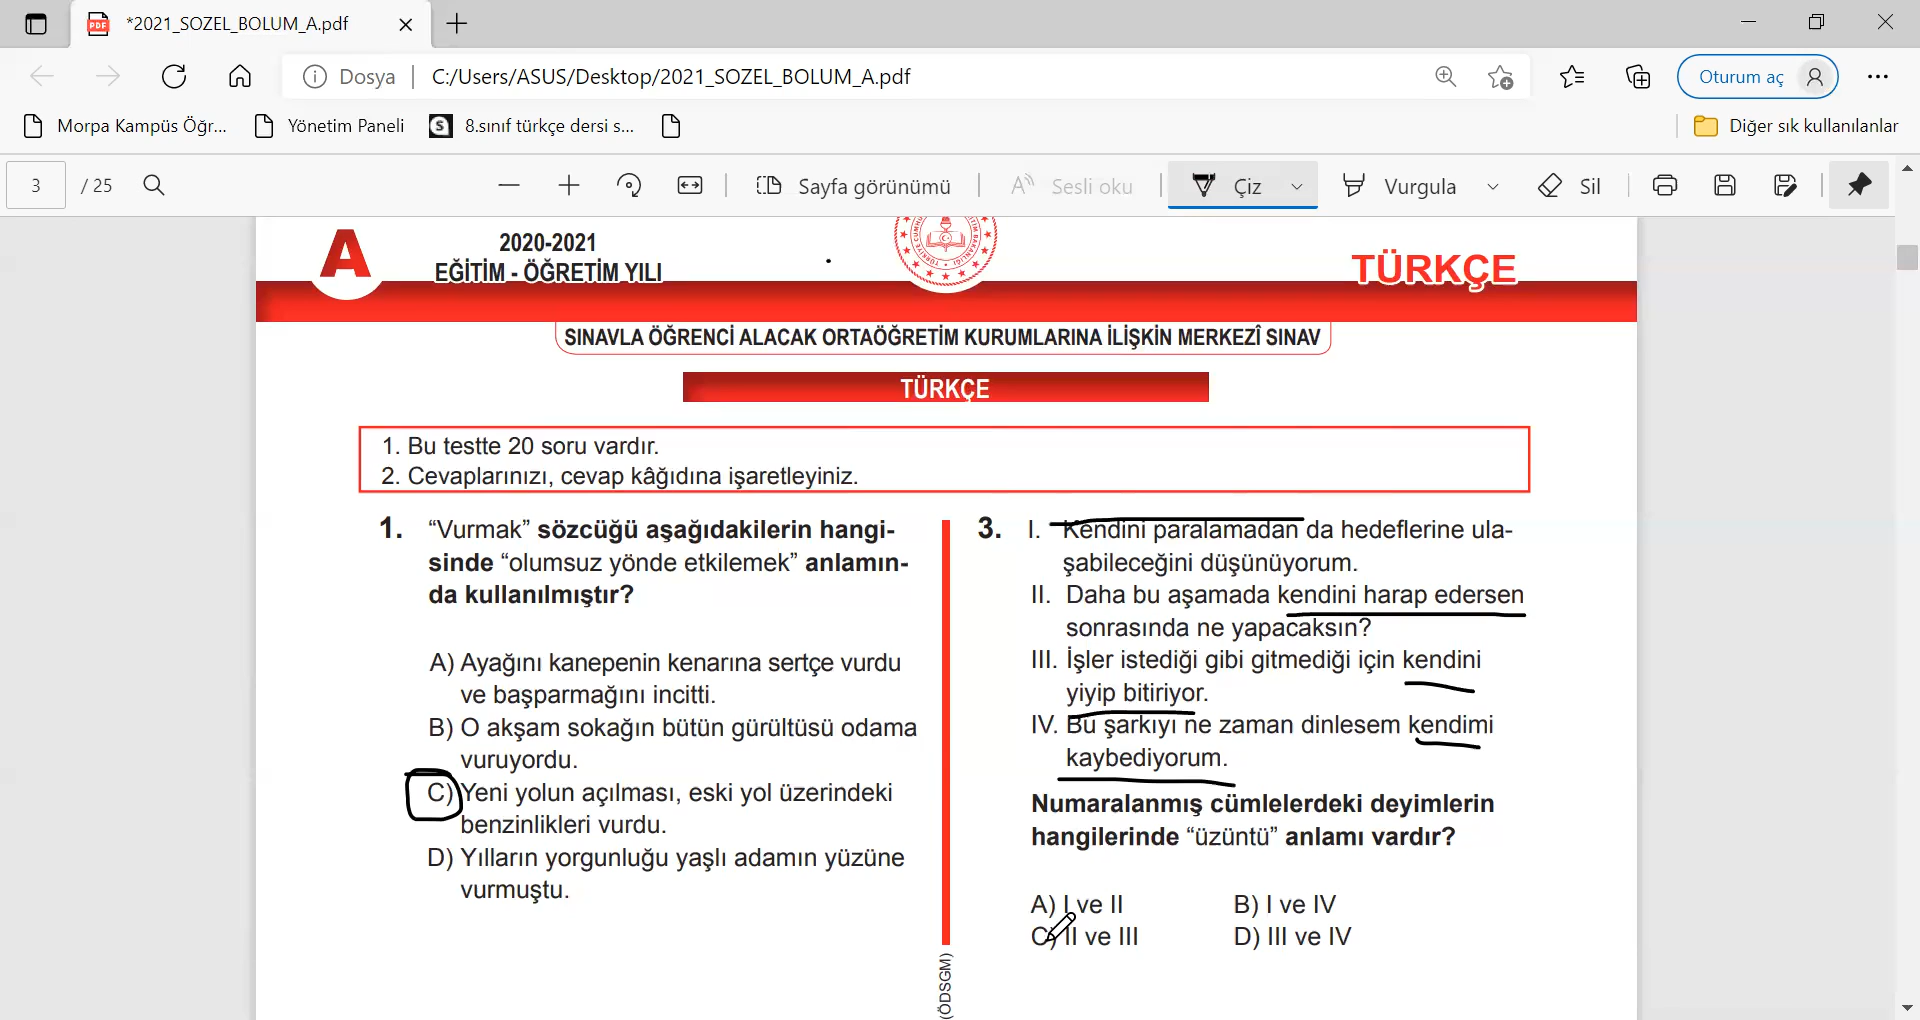 *2021_SOZEL_BOLUM_A.pdf
Dosya
C:/Users/ASUS/Desktop/2021_SOZEL_BOLUM_A.pdf
Oturum aç
Morpa Kampüs Öğr...
Yönetim Paneli
S
8.sınıf türkçe dersi s...
Diğer sık kullanılanlar
3
/ 25
Sayfa görünümü
Sesli oku
Çiz
Vurgula
Sil
A
2020-2021
EĞİTİM - ÖĞRETİM YILI
TÜRKÇE
SINAVLA ÖĞRENCİ ALACAK ORTAÖĞRETİM KURUMLARINA İLİŞKİN MERKEZÎ SINAV
TÜRKÇE
1. Bu testte 20 soru vardır.
2. Cevaplarınızı, cevap kâğıdına işaretleyiniz.
1. “Vurmak” sözcüğü aşağıdakilerin hangi-
sinde “olumsuz yönde etkilemek” anlamın-
da kullanılmıştır?
A) Ayağını kanepenin kenarına sertçe vurdu
ve başparmağını incitti.
B) O akşam sokağın bütün gürültüsü odama
vuruyordu.
C) Yeni yolun açılması, eski yol üzerindeki
benzinlikleri vurdu.
D) Yılların yorgunluğu yaşlı adamın yüzüne
vurmuştu.
(ÖDSGM)
3. I. Kendini paralamadan da hedeflerine ula-
şabileceğini düşünüyorum.
II. Daha bu aşamada kendini harap edersen
sonrasında ne yapacaksın?
III. İşler istediği gibi gitmediği için kendini
yiyip bitiriyor.
IV. Bu şarkıyı ne zaman dinlesem kendimi
kaybediyorum.
Numaralanmış cümlelerdeki deyimlerin
hangilerinde “üzüntü” anlamı vardır?
A) I ve II B) I ve IV
C) II ve III D) III ve IV